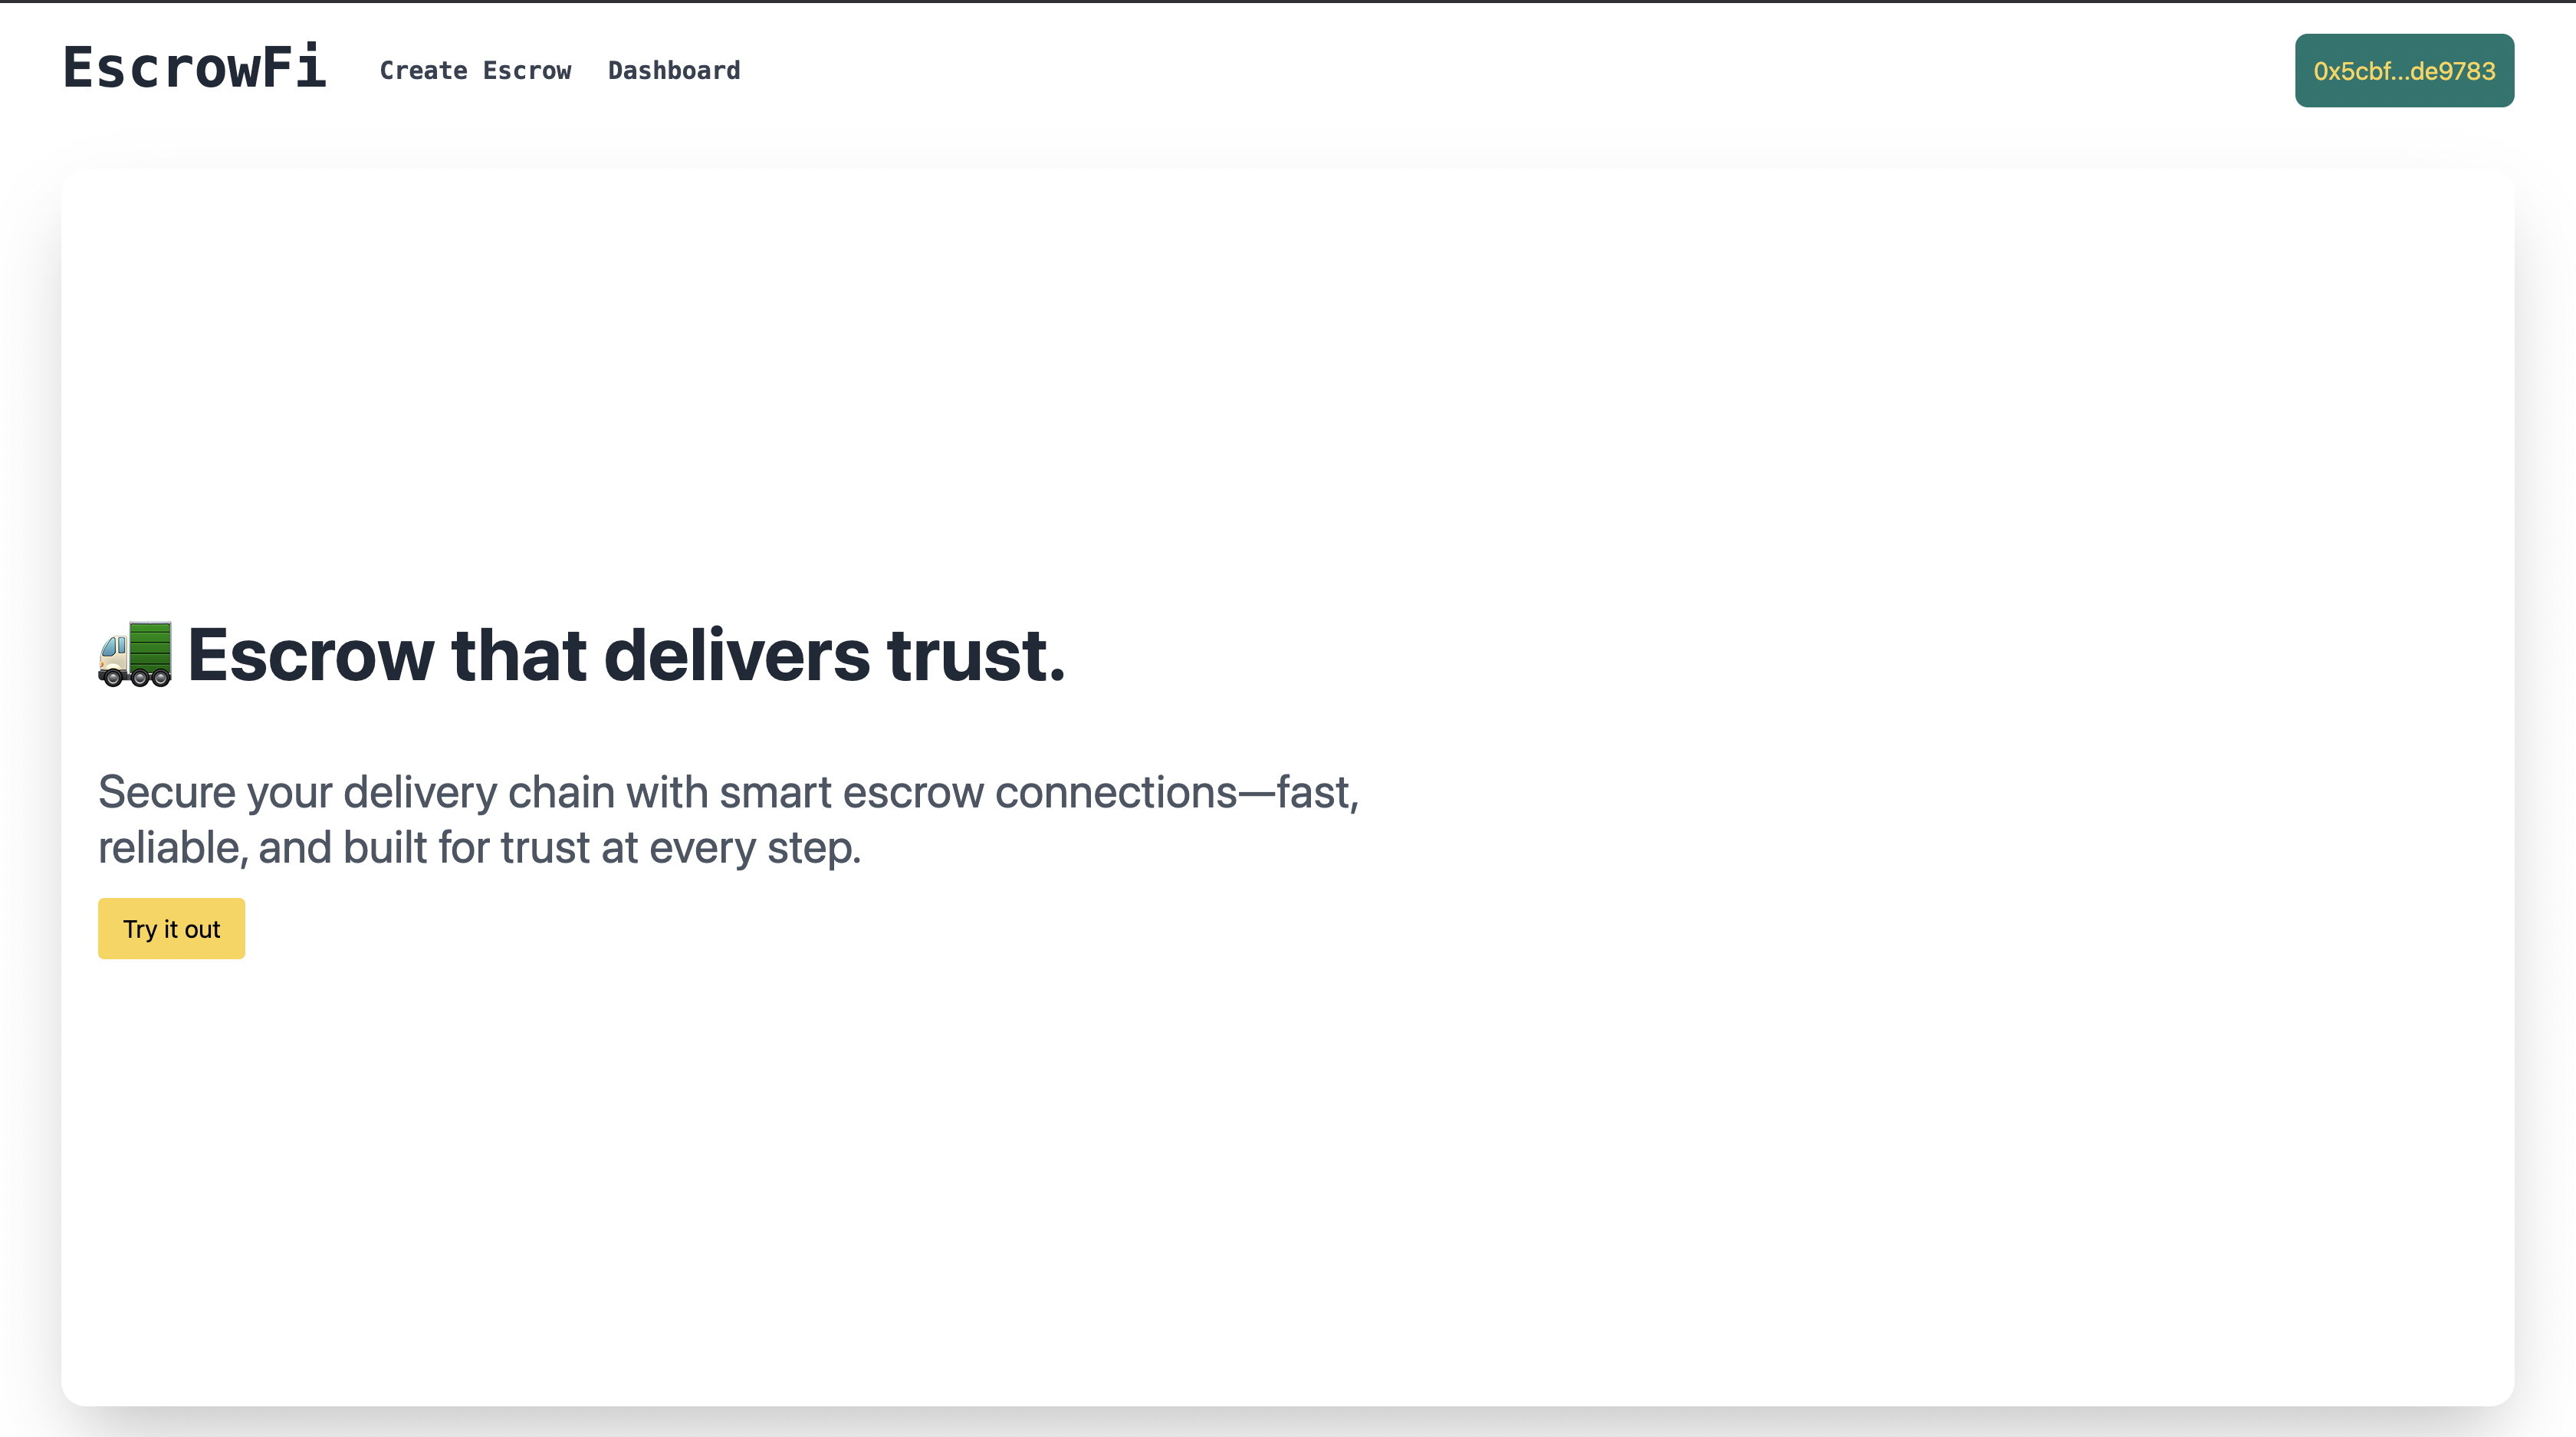 EscrowFi
Create Escrow
Dashboard
0x5cbf...de9783
Escrow that delivers trust.
Secure your delivery chain with smart escrow connections—fast,
reliable, and built for trust at every step.
Try it out